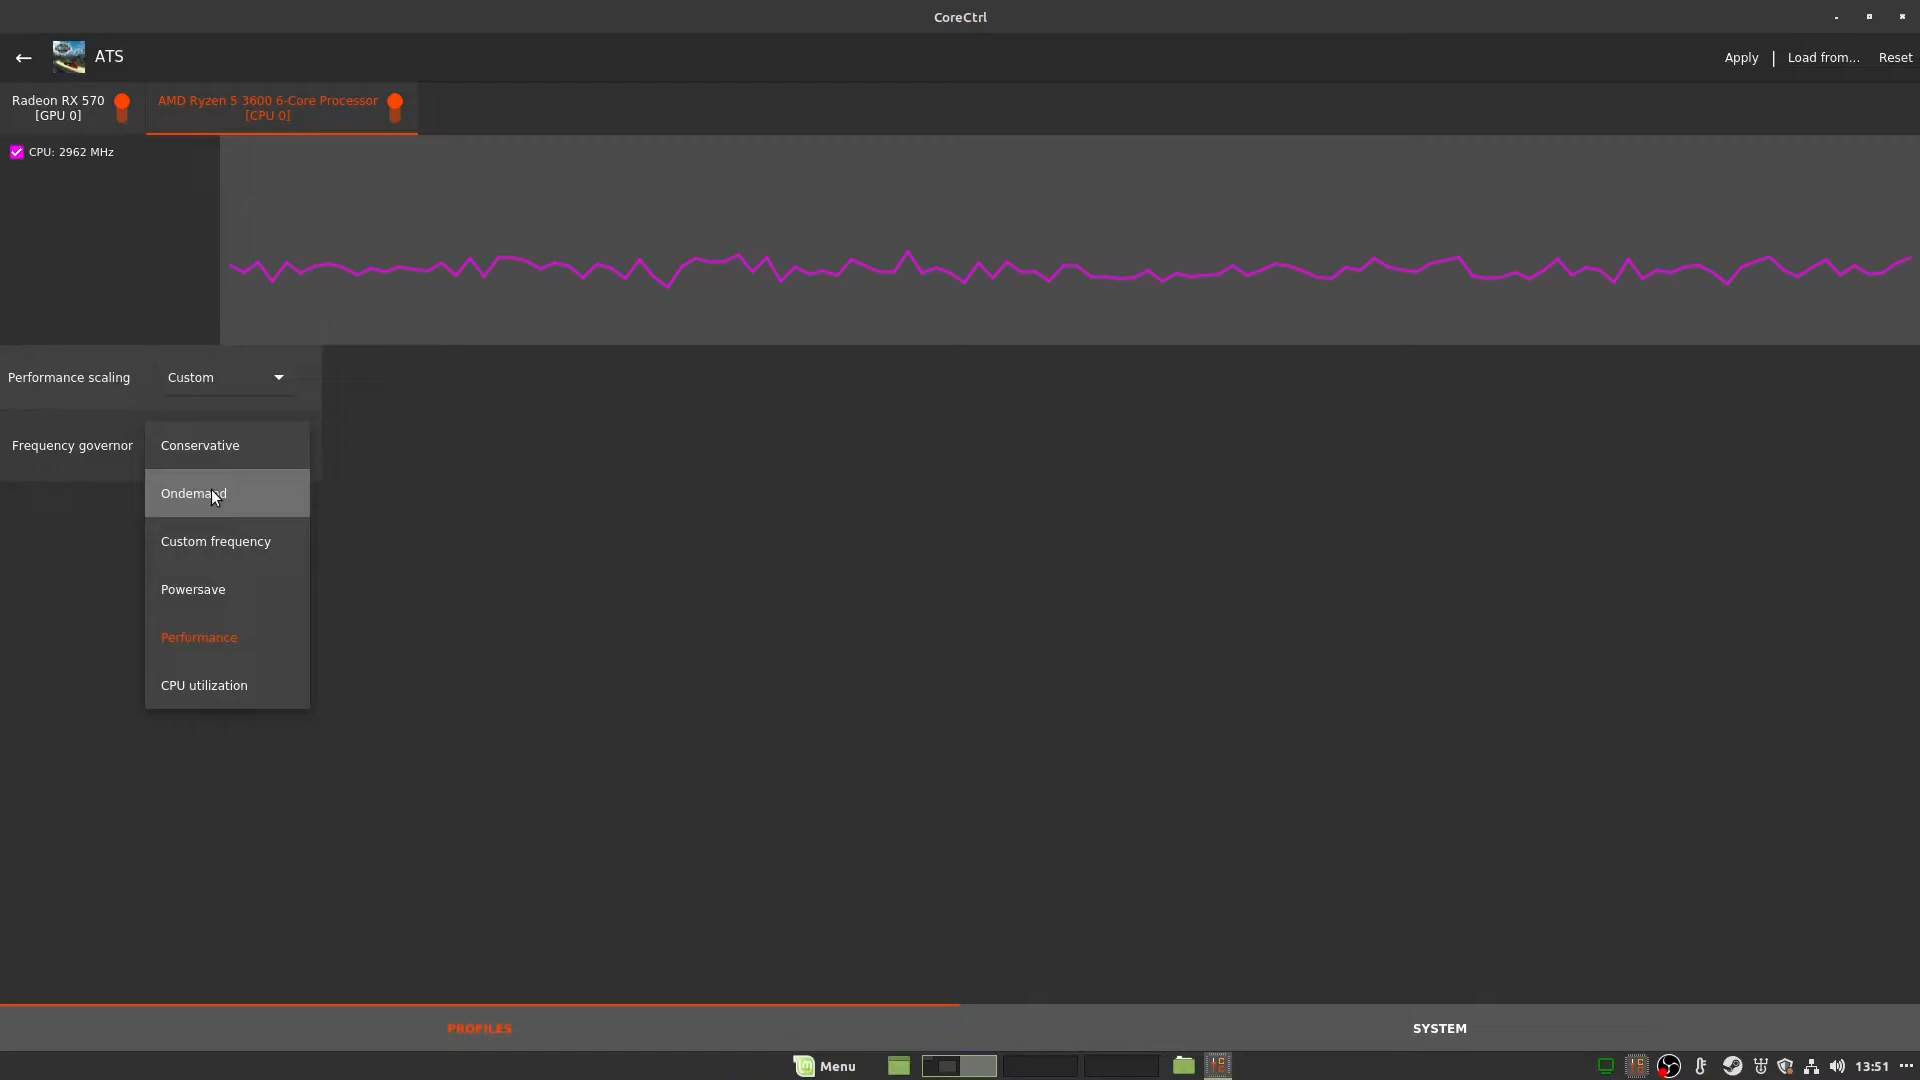 CoreCtrl
ATS
Apply | Load from... Reset
Radeon RX 570
[GPU 0]
AMD Ryzen 5 3600 6-Core Processor
[CPU 0]
CPU: 2962 MHz
Performance scaling Custom
Frequency governor
Conservative
Ondemand
Custom frequency
Powersave
Performance
CPU utilization
PROFILES
SYSTEM
Menu
13:51